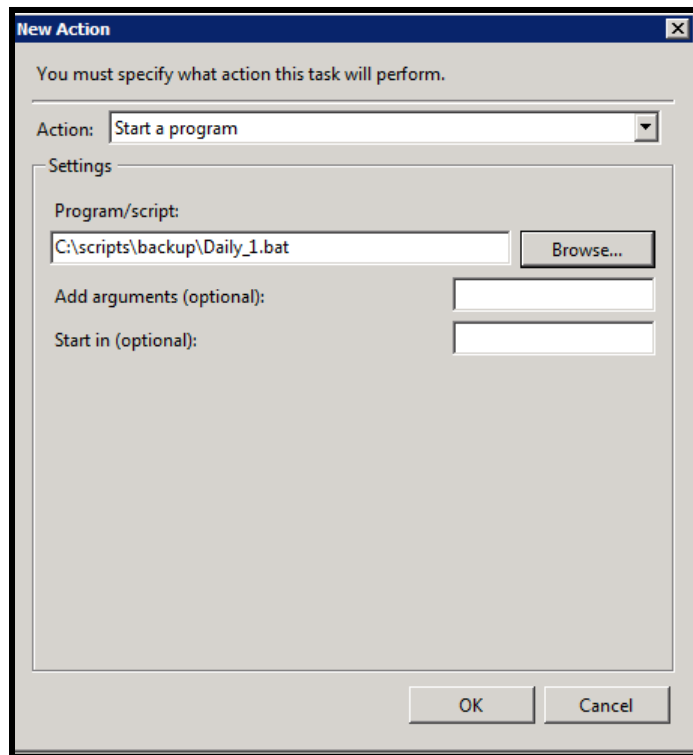 New Action
You must specify what action this task will perform.
Action: Start a program
Settings
Program/script:
C:\scripts\backup\Daily_1.bat Browse...
Add arguments (optional):
Start in (optional):
OK Cancel